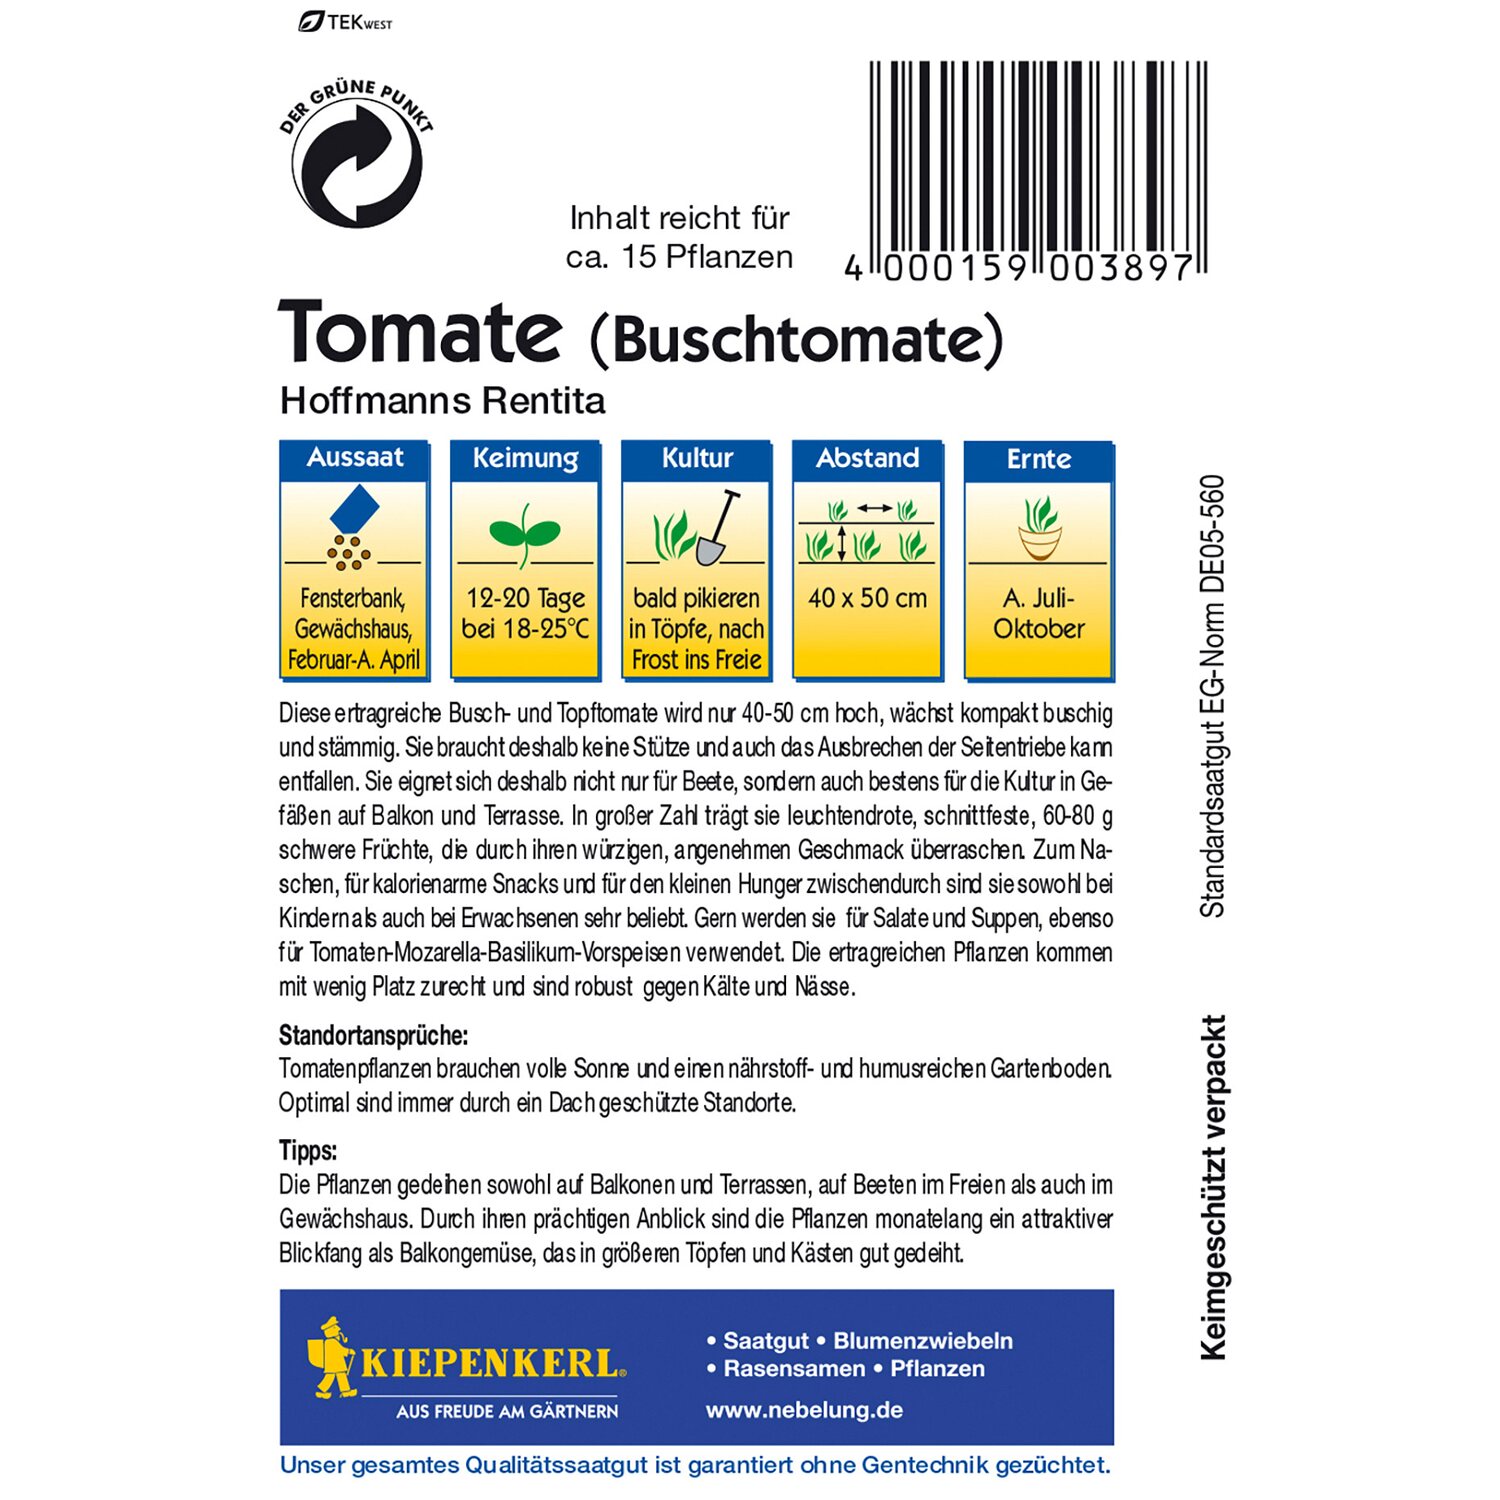 TEKWEST
DER GRÜNE PUNKT
Inhalt reicht für
ca. 15 Pflanzen
4 000159 003897
Tomate (Buschtomate)
Hoffmanns Rentita
Aussaat
Fensterbank,
Gewächshaus,
Februar-A. April
Keimung
12-20 Tage
bei 18-25°C
Kultur
bald pikieren
in Töpfe, nach
Frost ins Freie
Abstand
40 x 50 cm
Ernte
A. Juli-
Oktober
Diese ertragreiche Busch- und Topftomate wird nur 40-50 cm hoch, wächst kompakt buschig
und stämmig. Sie braucht deshalb keine Stütze und auch das Ausbrechen der Seitentriebe kann
entfallen. Sie eignet sich deshalb nicht nur für Beete, sondern auch bestens für die Kultur in Ge-
fäßen auf Balkon und Terrasse. In großer Zahl trägt sie leuchtendrote, schnittfeste, 60-80 g
schwere Früchte, die durch ihren würzigen, angenehmen Geschmack überraschen. Zum Na-
schen, für kalorienarme Snacks und für den kleinen Hunger zwischendurch sind sie sowohl bei
Kindern als auch bei Erwachsenen sehr beliebt. Gern werden sie für Salate und Suppen, ebenso
für Tomaten-Mozarella-Basilikum-Vorspeisen verwendet. Die ertragreichen Pflanzen kommen
mit wenig Platz zurecht und sind robust gegen Kälte und Nässe.
Standortansprüche:
Tomatenpflanzen brauchen volle Sonne und einen nährstoff- und humusreichen Gartenboden.
Optimal sind immer durch ein Dach geschützte Standorte.
Tipps:
Die Pflanzen gedeihen sowohl auf Balkonen und Terrassen, auf Beeten im Freien als auch im
Gewächshaus. Durch ihren prächtigen Anblick sind die Pflanzen monatelang ein attraktiver
Blickfang als Balkongemüse, das in größeren Töpfen und Kästen gut gedeiht.
KIEPENKERL®
AUS FREUDE AM GÄRTNERN
• Saatgut • Blumenzwiebeln
• Rasensamen • Pflanzen
www.nebelung.de
Unser gesamtes Qualitätssaatgut ist garantiert ohne Gentechnik gezüchtet.
Standardsaatgut EG-Norm DE05-560
Keimgeschützt verpackt